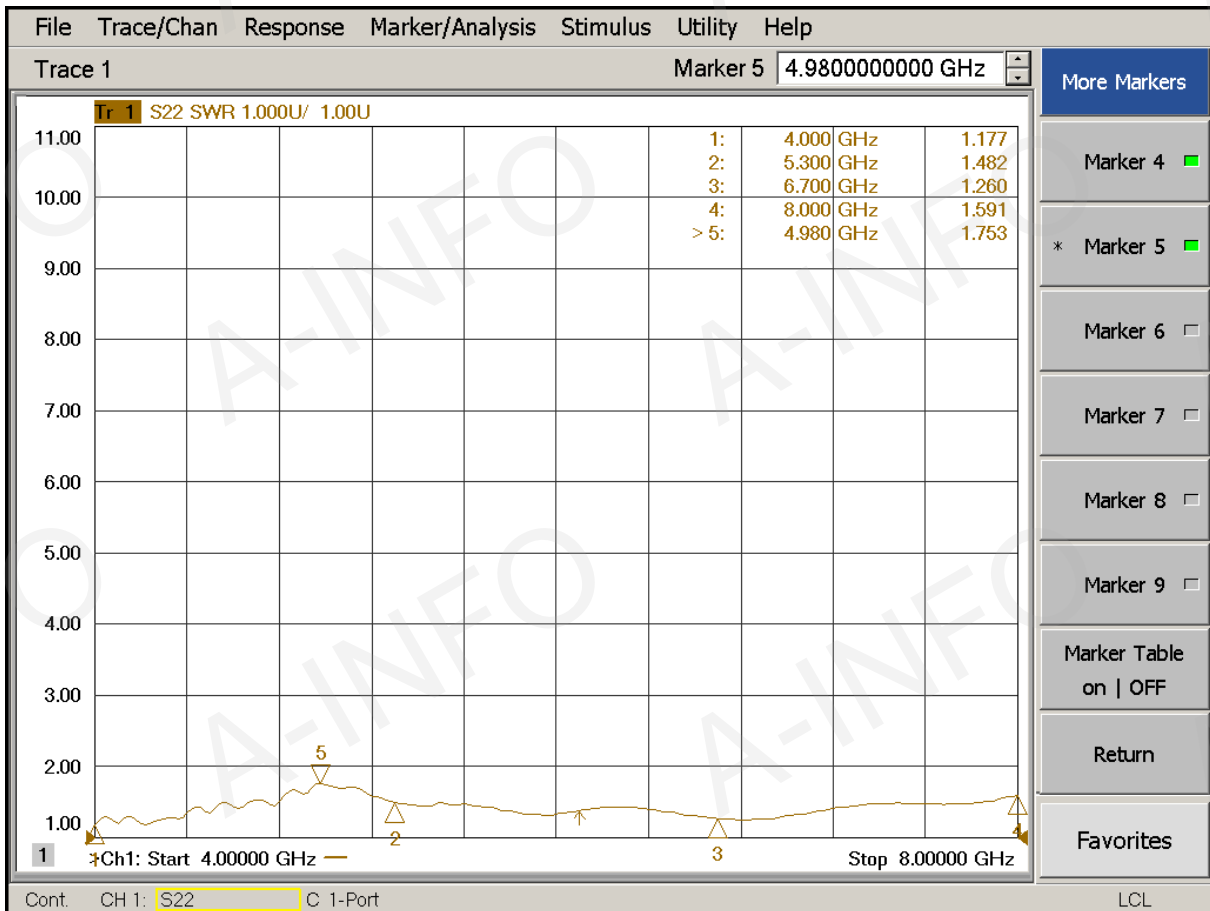 File Trace/Chan Response Marker/Analysis Stimulus Utility Help
Trace 1 Marker 5 4.9800000000 GHz
More Markers
Tr 1 S22 SWR 1.000U/ 1.00U
11.00
10.00
9.00
8.00
7.00
6.00
5.00
4.00
3.00
2.00
1.00
1: 4.000 GHz 1.177
2: 5.300 GHz 1.482
3: 6.700 GHz 1.260
4: 8.000 GHz 1.591
> 5: 4.980 GHz 1.753
Marker 4
* Marker 5
Marker 6
Marker 7
Marker 8
Marker 9
Marker Table
on | OFF
Return
Favorites
5
2
3
4
1 >Ch1: Start 4.00000 GHz — Stop 8.00000 GHz
Cont. CH 1: S22 C 1-Port LCL
A-INFO
A-INFO
A-INFO
A-INFO